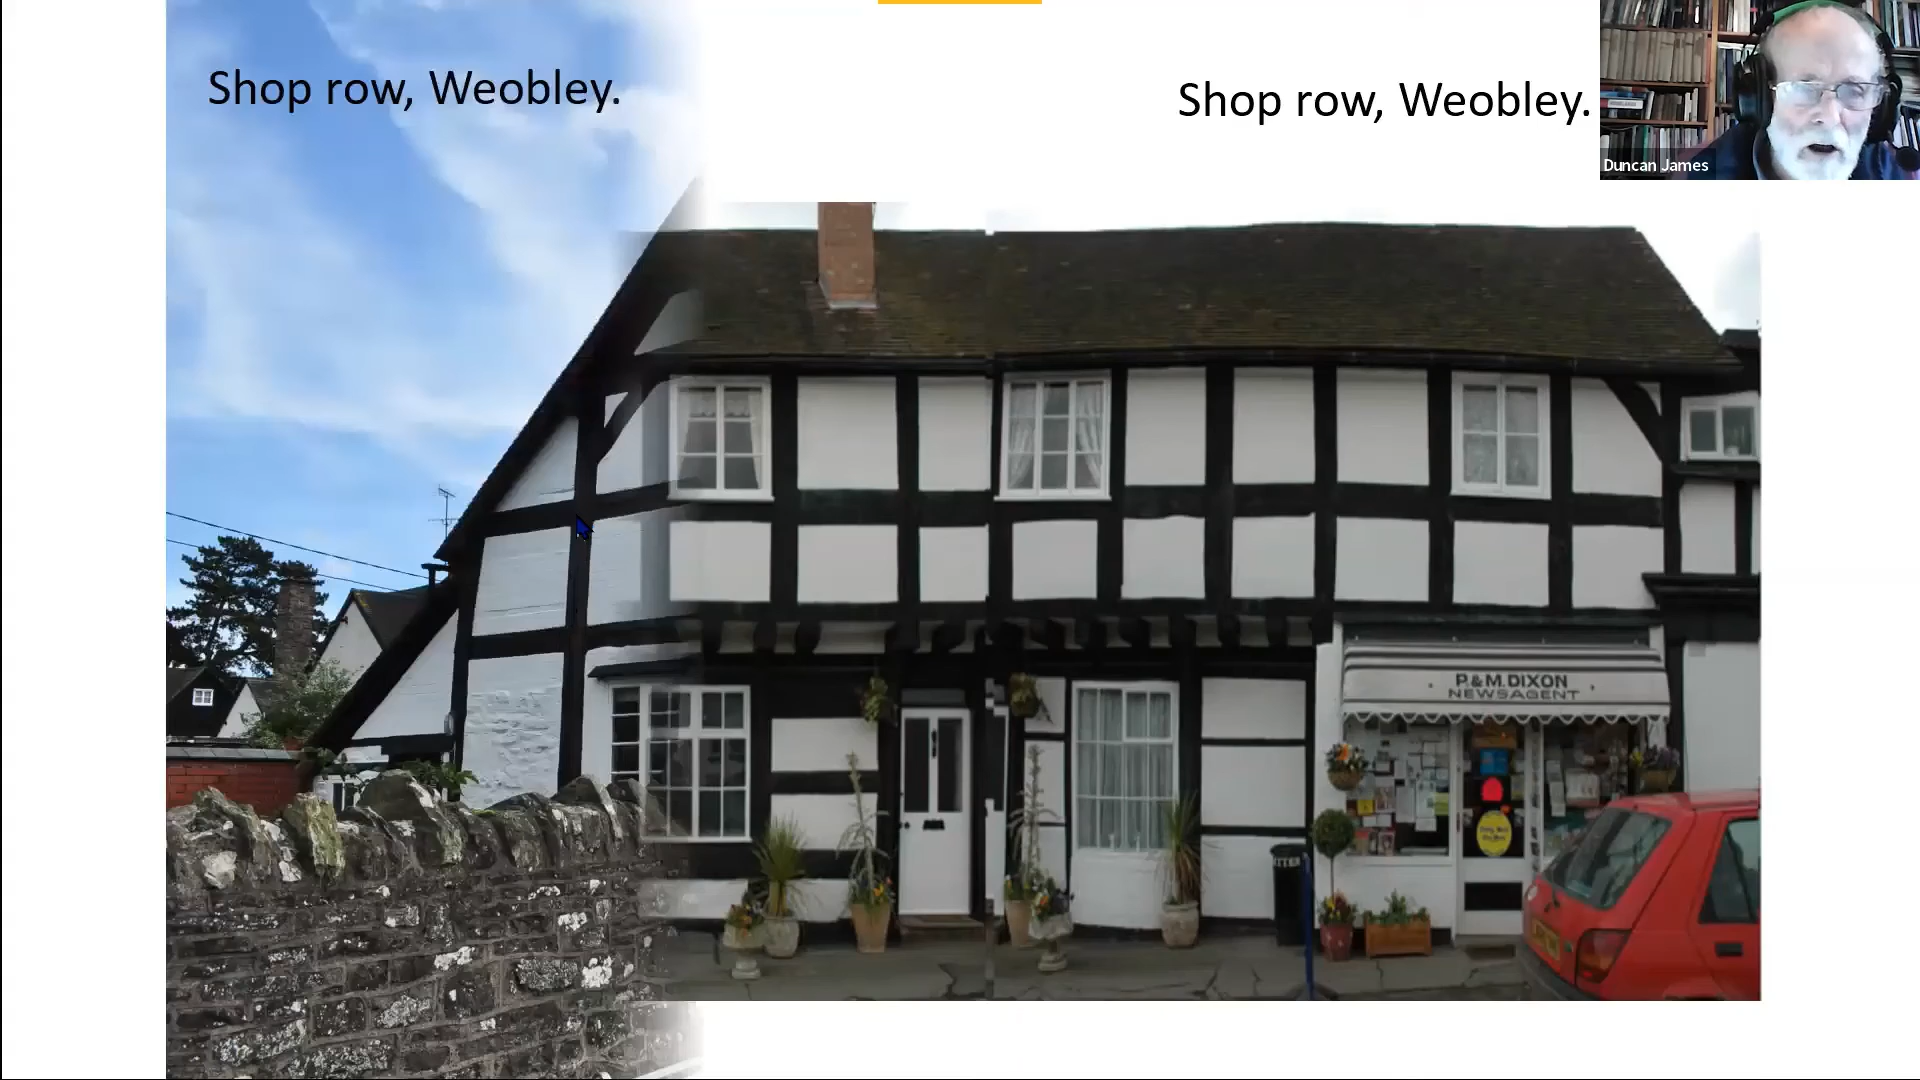 Shop row, Weobley.
Shop row, Weobley.
Duncan James
P.&M.DIXON
NEWSAGENT